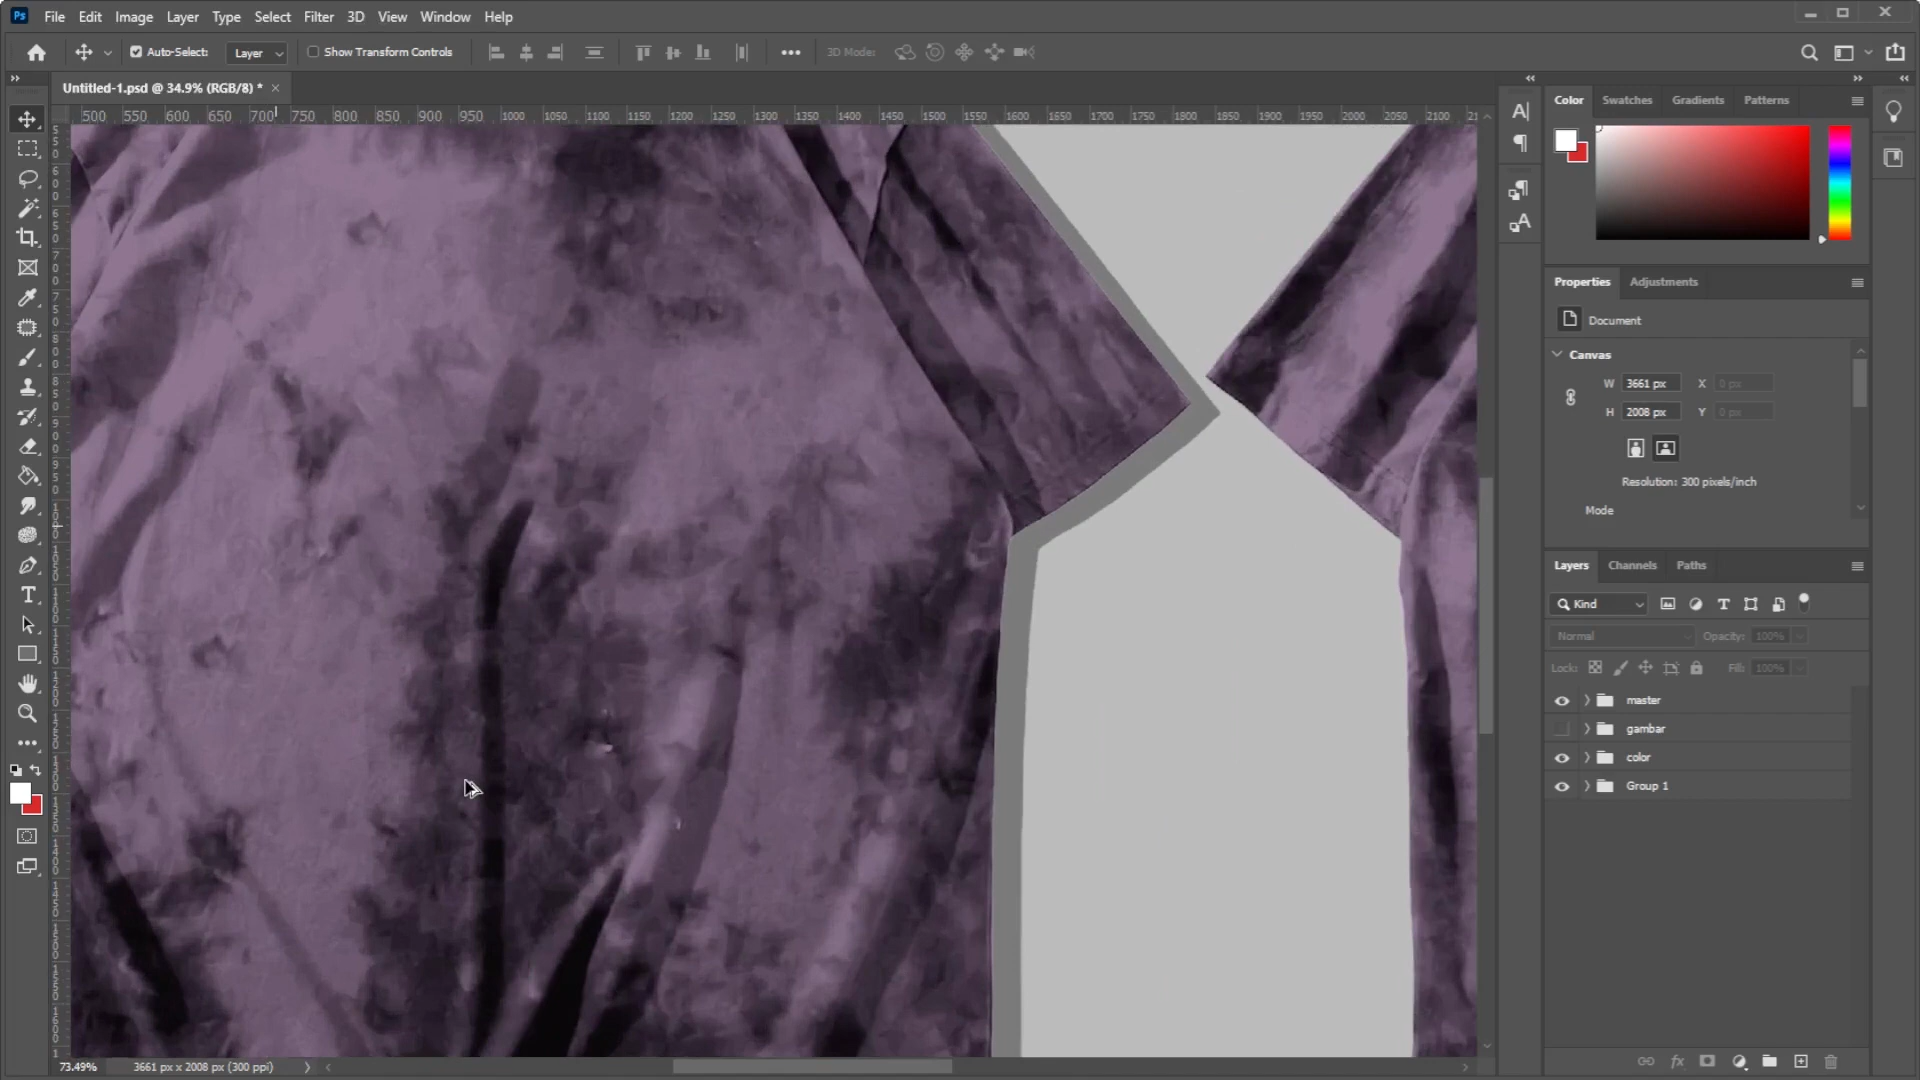 Ps File Edit Image Layer Type Select Filter 3D View Window Help
Auto-Select: Layer Show Transform Controls 3D Mode:
Untitled-1.psd @ 34.9% (RGB/8) * ×
500 550 600 650 700 750 800 850 900 950 1000 1050 1100 1150 1200 1250 1300 1350 1400 1450 1500 1550 1600 1650 1700 1750 1800 1850 1900 1950 2000 2050 2100
Color Swatches Gradients Patterns
Properties Adjustments
Document
Canvas
W 3661 px X 0 px
H 2008 px Y 0 px
Resolution: 300 pixels/inch
Mode
Layers Channels Paths
Kind
Normal Opacity: 100%
Lock: Fill: 100%
master
gambar
color
Group 1
73.49% 3661 px x 2008 px (300 ppi)